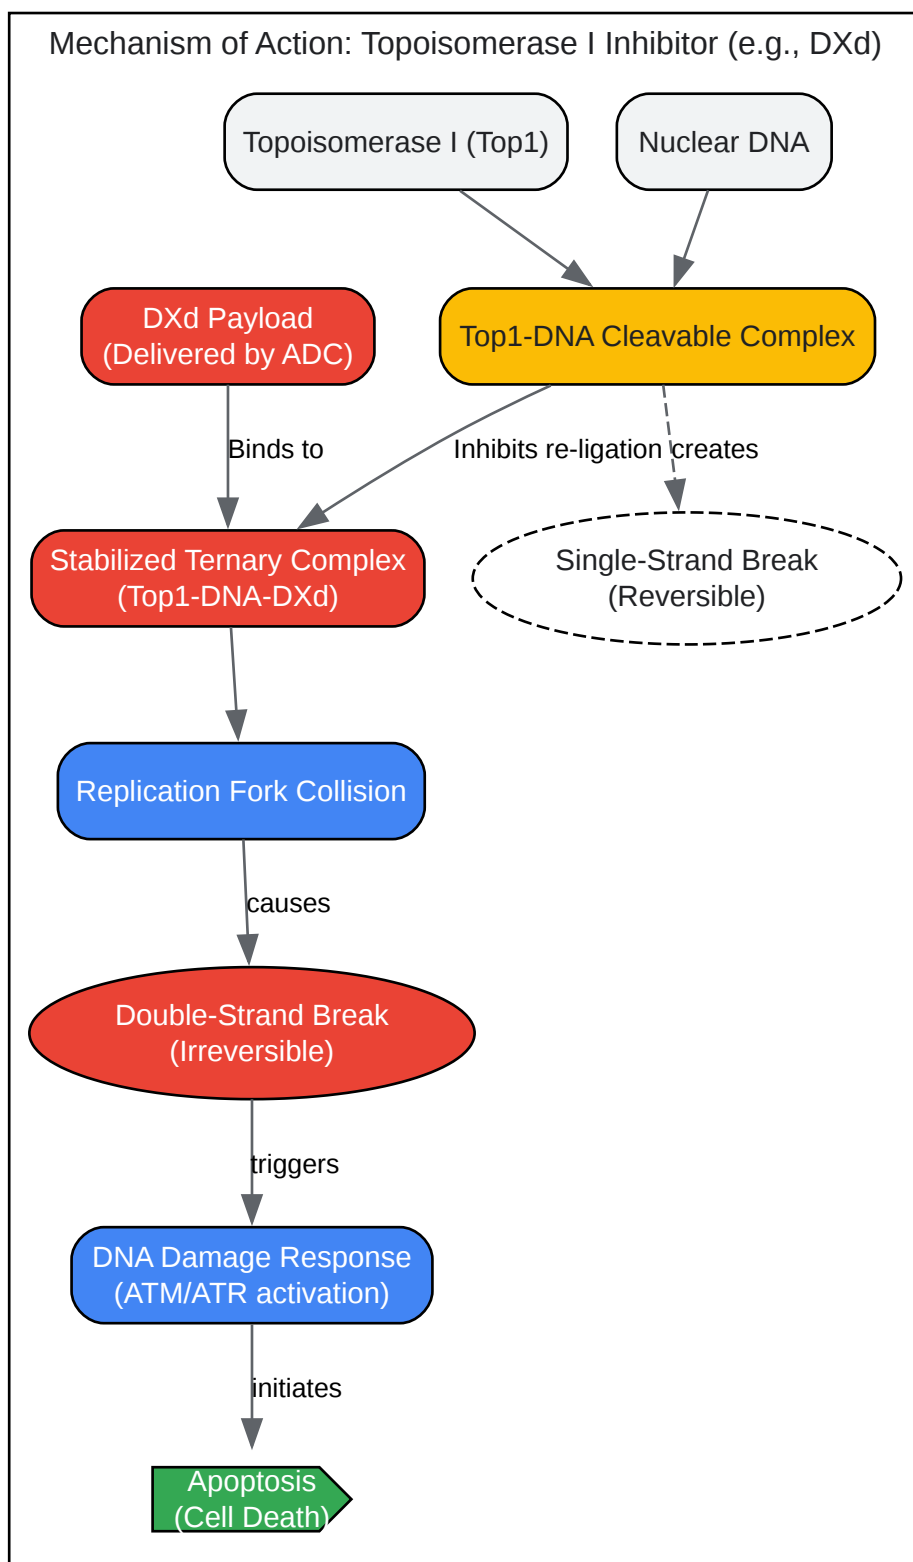 Mechanism of Action: Topoisomerase I Inhibitor (e.g., DXd)
Topoisomerase I (Top1)
Nuclear DNA
DXd Payload
(Delivered by ADC)
Top1-DNA Cleavable Complex
Binds to
Inhibits re-ligation
creates
Stabilized Ternary Complex
(Top1-DNA-DXd)
Single-Strand Break
(Reversible)
Replication Fork Collision
causes
Double-Strand Break
(Irreversible)
triggers
DNA Damage Response
(ATM/ATR activation)
initiates
Apoptosis
(Cell Death)